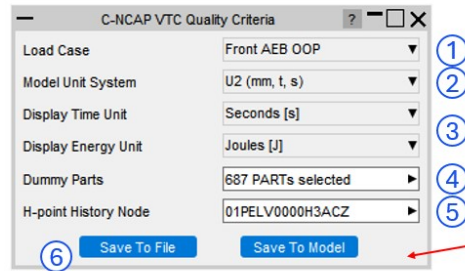 C-NCAP VTC Quality Criteria ?
Load Case Front AEB OOP 1
Model Unit System U2 (mm, t, s) 2
Display Time Unit Seconds [s]
3
Display Energy Unit Joules [J]
Dummy Parts 687 PARTs selected 4
H-point History Node 01PELV0000H3ACZ 5
6 Save To File Save To Model